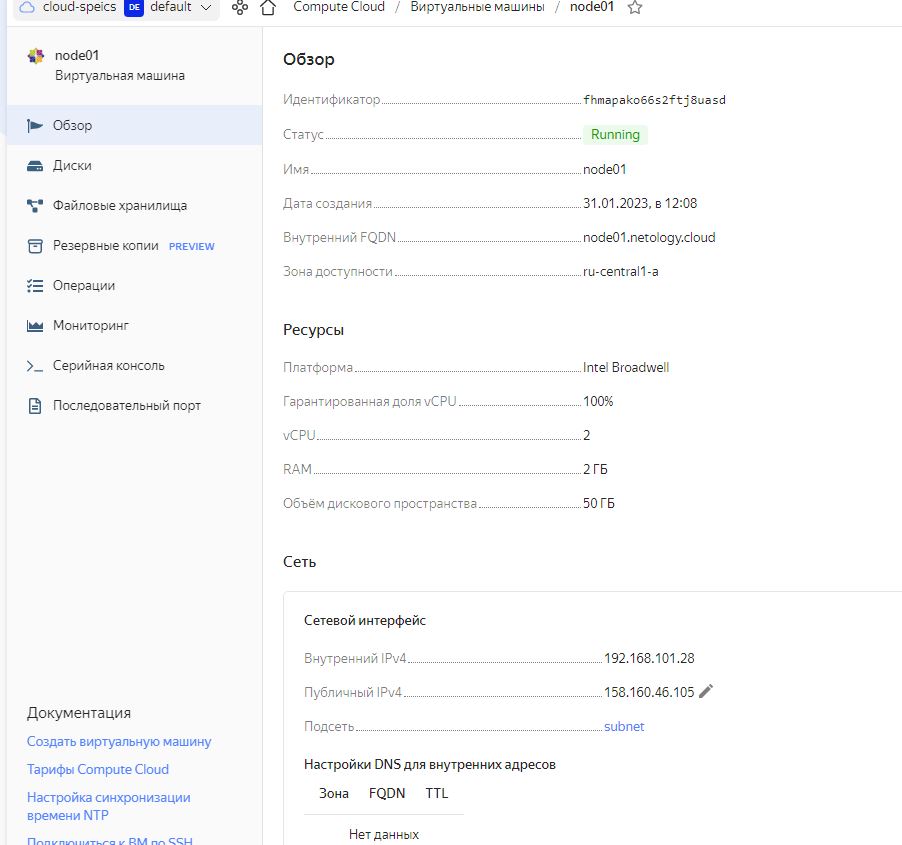 cloud-speics DE default Compute Cloud / Виртуальные машины / node01
node01
Виртуальная машина
Обзор
Диски
Файловые хранилища
Резервные копии PREVIEW
Операции
Мониторинг
Серийная консоль
Последовательный порт
Документация
Создать виртуальную машину
Тарифы Compute Cloud
Настройка синхронизации
времени NTP
Подключиться к ВМ по SSH
Обзор
Идентификатор fhmapako66s2ftj8uasd
Статус Running
Имя node01
Дата создания 31.01.2023, в 12:08
Внутренний FQDN node01.netology.cloud
Зона доступности ru-central1-a
Ресурсы
Платформа Intel Broadwell
Гарантированная доля vCPU 100%
vCPU 2
RAM 2 ГБ
Объём дискового пространства 50 ГБ
Сеть
Сетевой интерфейс
Внутренний IPv4 192.168.101.28
Публичный IPv4 158.160.46.105
Подсеть subnet
Настройки DNS для внутренних адресов
Зона FQDN TTL
Нет данных